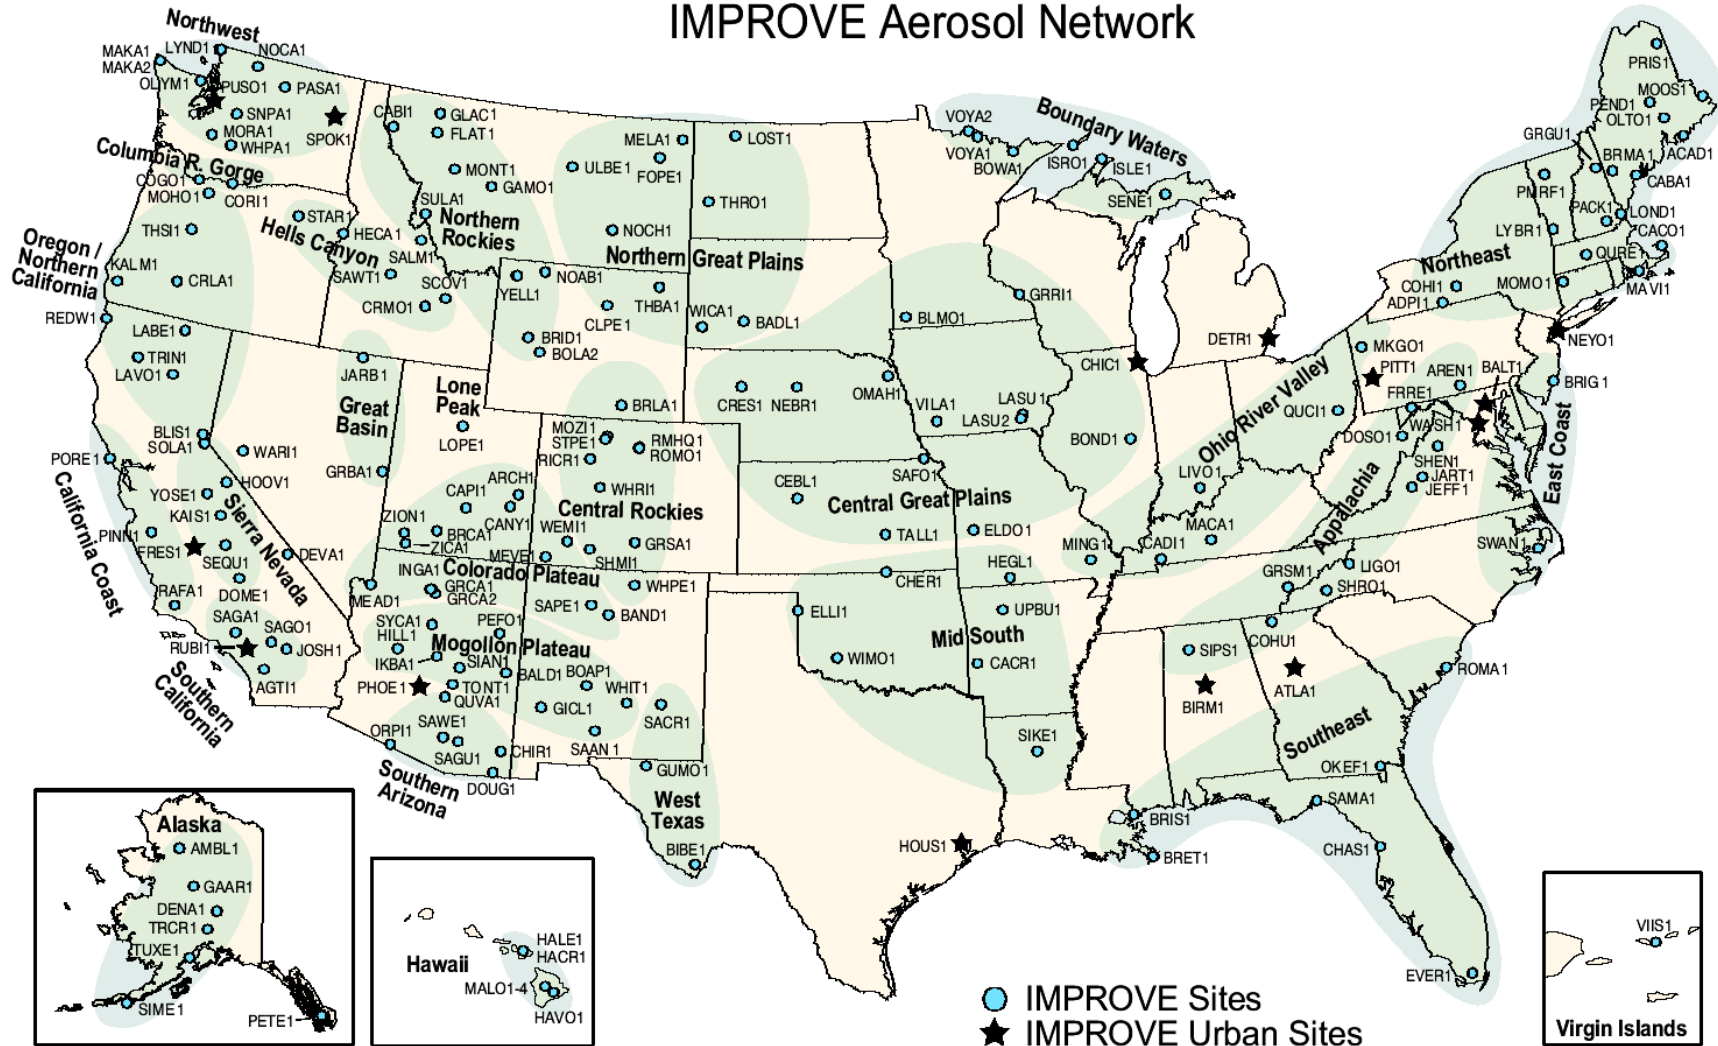 IMPROVE Aerosol Network
Northwest
MAKA1
LYND1
NOCA1
MAKA2
OLYM1
PUSO1
PASA1
SNPA1
MORA1
WHPA1
SPOK1
Columbia R. Gorge
COGO1
MOHO1
CORI1
CABI1
GLAC1
FLAT1
MONT1
GAMO1
SULA1
Northern
Rockies
MELA1
ULBE1
FOPE1
NOCH1
LOST1
THRO1
Northern Great Plains
VOYA2
VOYA1
BOWA1
Boundary Waters
ISRO1
ISLE1
SENE1
PRIS1
MOOS1
PEND1
OLTO1
GRGU1
BRMA1
ACAD1
CABA1
PMRF1
PACK1
LOND1
LYBR1
CACO1
QURE1
Northeast
COHI1
ADPI1
MOMO1
MAVI1
NEYO1
THSI1
STAR1
Hells Canyon
HECA1
SALM1
SAWT1
SCOV1
CRMO1
Oregon /
Northern
California
KALM1
CRLA1
REDW1
LABE1
TRIN1
LAVO1
YELL1
NOAB1
THBA1
CLPE1
BRID1
BOLA2
WICA1
BADL1
BLMO1
GRRI1
DETR1
CHIC1
JARB1
Great
Basin
Lone
Peak
LOPE1
BRLA1
CRES1
NEBR1
OMAH1
VILA1
LASU1
LASU2
BOND1
Ohio River Valley
QUCI1
MKGO1
PITT1
AREN1
BALT1
FRRE1
BRIG1
WASH1
DOSO1
SHEN1
JART1
JEFF1
East Coast
Appalachia
LIVO1
MACA1
CADI1
MING1
BLIS1
SOLA1
WARI1
HOOV1
PORE1
YOSE1
KAIS1
Sierra Nevada
California Coast
PINN1
FRES1
SEQU1
DOME1
DEVA1
RAFA1
SAGA1
SAGO1
RUBI1
JOSH1
AGTI1
Southern
California
GRBA1
MOZI1
STPE1
RICR1
RMHQ1
ROMO1
WHRI1
Central Rockies
ARCH1
CAPI1
CANY1
WEMI1
ZION1
BRCA1
ZICA1
MEVE1
SHMI1
GRSA1
CEBL1
SAFO1
Central Great Plains
TALL1
ELDO1
HEGL1
CHER1
INGA1
Colorado Plateau
GRCA1
GRCA2
MEAD1
WHPE1
SAPE1
BAND1
SYCA1
HILL1
PEFO1
Mogollon Plateau
IKBA1
SIAN1
BALD1
BOAP1
PHOE1
TONT1
QUVA1
WHIT1
GICL1
SACR1
SAAN1
ORPI1
SAWE1
SAGU1
CHIR1
DOUG1
Southern
Arizona
GUMO1
West
Texas
BIBE1
ELLI1
WIMO1
UPBU1
Mid South
CACR1
SIKE1
HOUS1
SWAN1
LIGO1
GRSM1
SHRO1
COHU1
SIPS1
BIRM1
ATLA1
ROMA1
Southeast
OKEF1
SAMA1
BRIS1
BRET1
CHAS1
EVER1
Alaska
AMBL1
GAAR1
DENA1
TRCR1
TUXE1
SIME1
PETE1
Hawaii
HALE1
HACR1
MALO1-4
HAVO1
VIIS1
Virgin Islands
IMPROVE Sites
IMPROVE Urban Sites